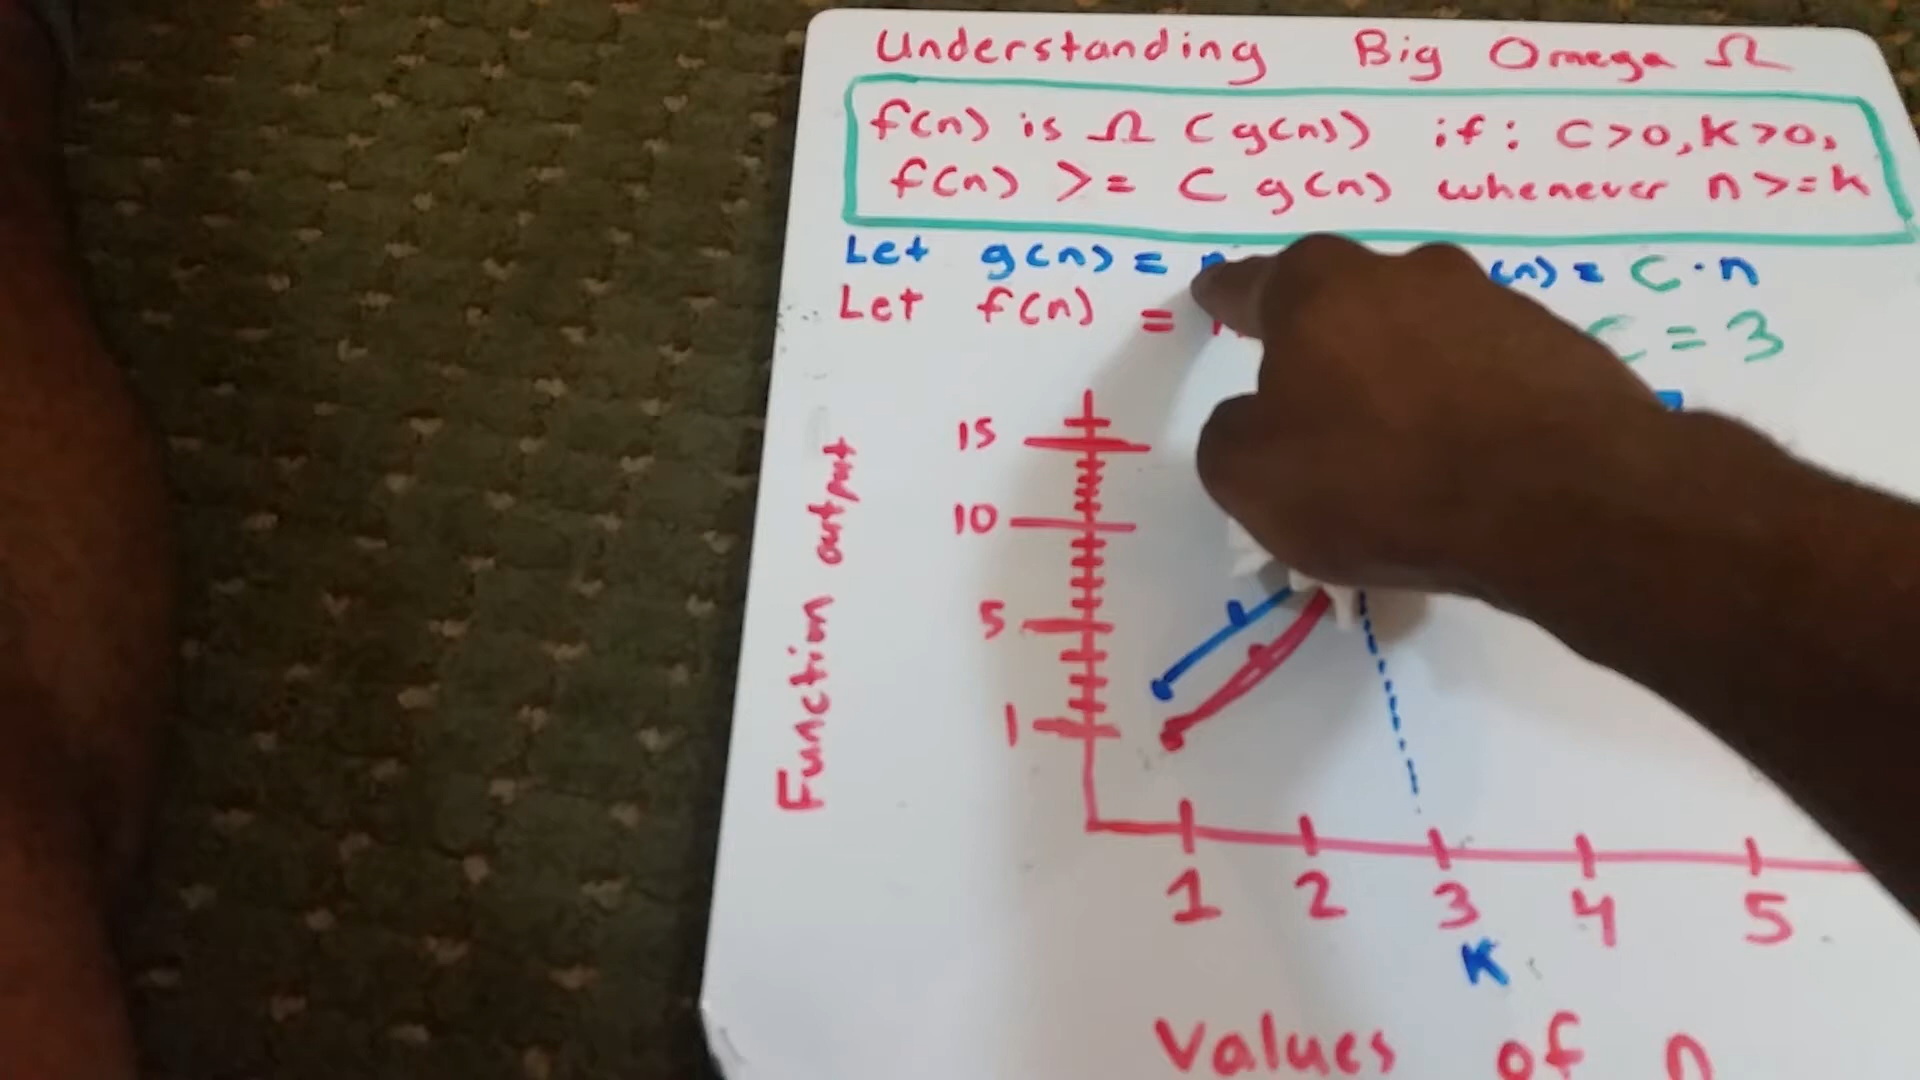 Understanding Big Omega Ω
f(n) is Ω (g(n)) if: C>0, K>0,
f(n) >= C g(n) whenever n >= k
Let g(n) = n (n) = C·n
Let f(n) =
C = 3
15
10
5
1
Function output
1 2 3 4 5
K
Values of n